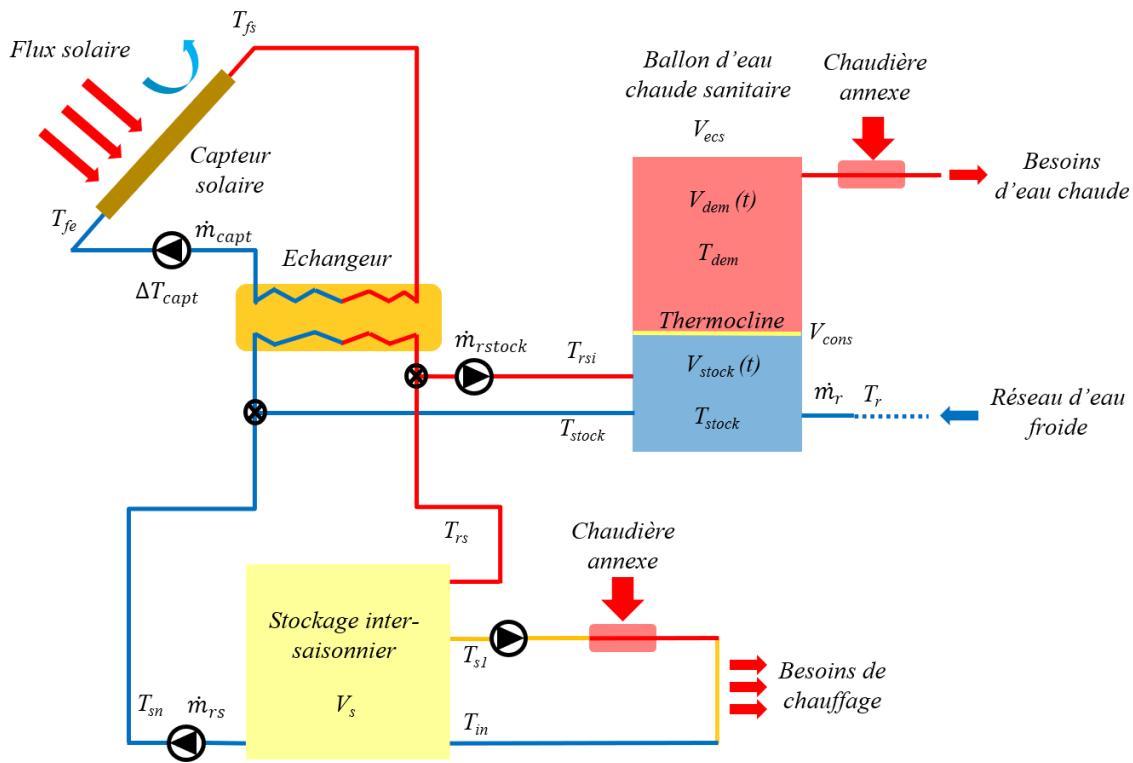 T_fs
Flux solaire
Capteur
solaire
T_fe
ṁ_capt
ΔT_capt
Echangeur
ṁ_rstock
T_rsi
T_stock
Ballon d'eau
chaude sanitaire
V_ecs
Chaudière
annexe
Besoins
d'eau chaude
V_dem (t)
T_dem
Thermocline
V_cons
V_stock (t)
T_stock
ṁ_r
T_r
Réseau d'eau
froide
T_rs
Chaudière
annexe
Stockage inter-
saisonnier
V_s
T_s1
T_in
T_sn
ṁ_rs
Besoins de
chauffage